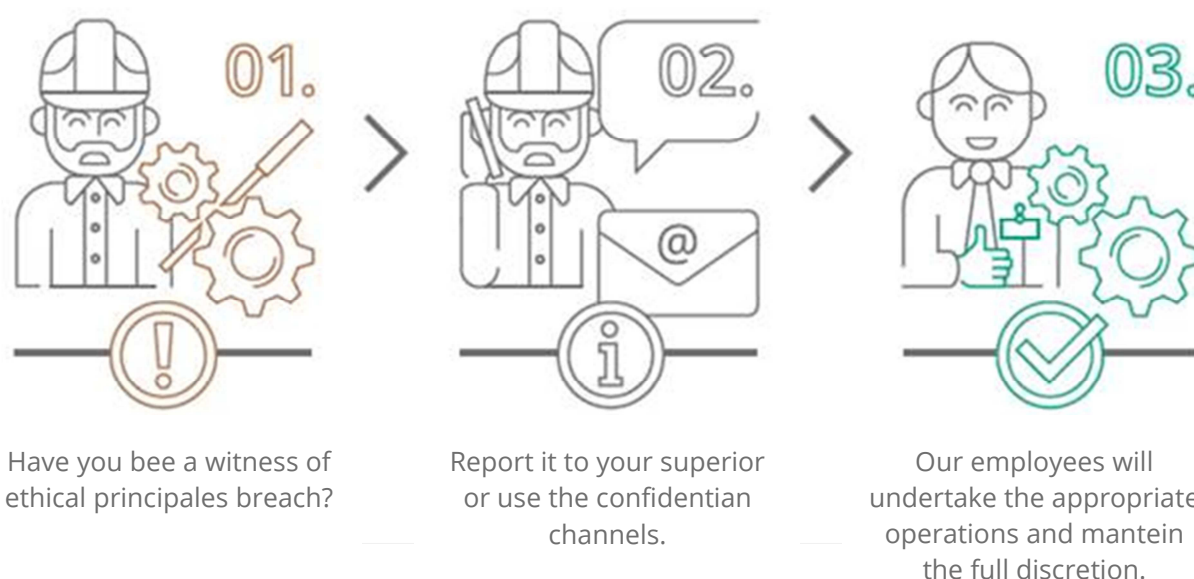 01.
02.
03.
@
!
i
Have you bee a witness of
ethical principales breach?
Report it to your superior
or use the confidentian
channels.
Our employees will
undertake the appropriate
operations and mantein
the full discretion.